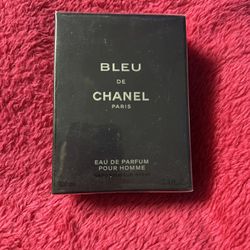 BLEU
DE
CHANEL
PARIS
EAU DE PARFUM
POUR HOMME